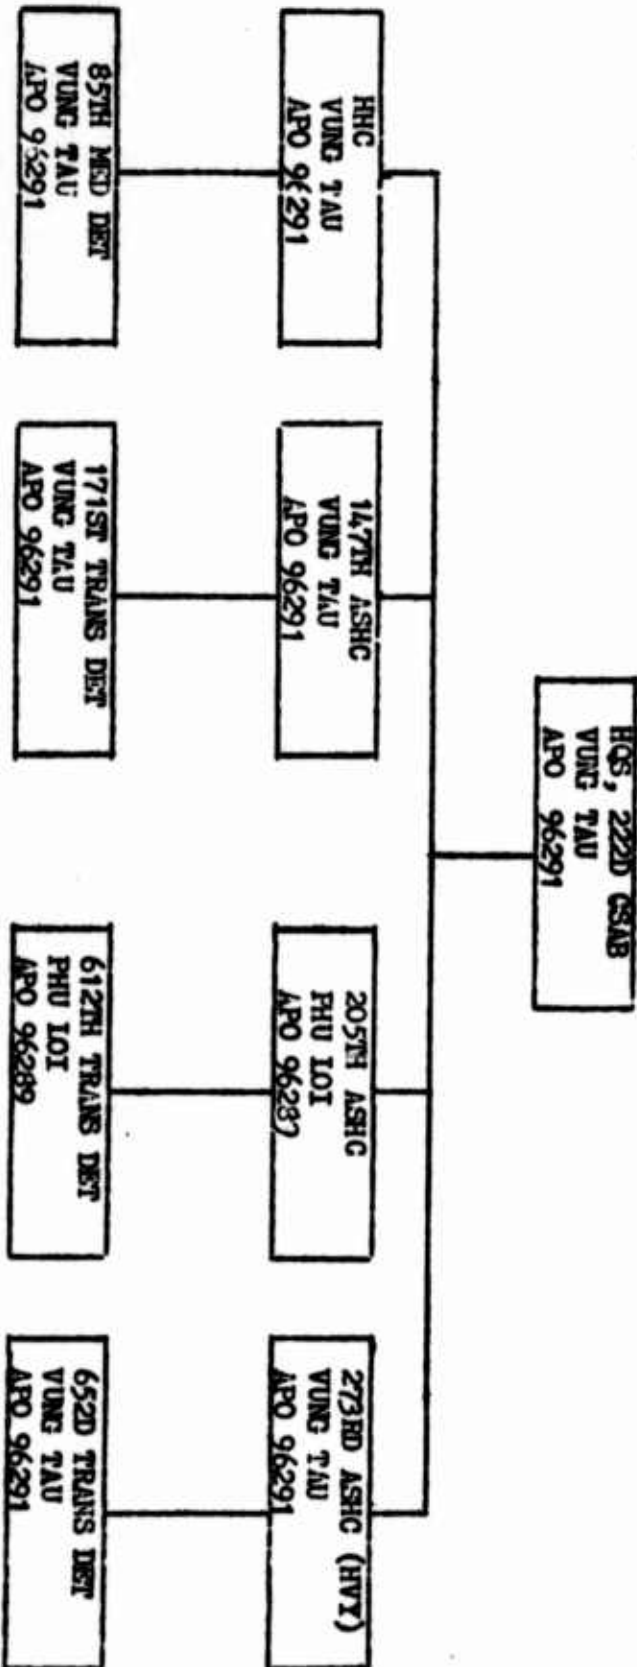 HQS, 222D CSAB
VUNG TAU
APO 96291
HHC
VUNG TAU
APO 96291
147TH ASHC
VUNG TAU
APO 96291
205TH ASHC
PHU LOI
APO 96289
273RD ASHC (HVY)
VUNG TAU
APO 96291
85TH MED DET
VUNG TAU
APO 96291
171ST TRANS DET
VUNG TAU
APO 96291
612TH TRANS DET
PHU LOI
APO 96289
652D TRANS DET
VUNG TAU
APO 96291